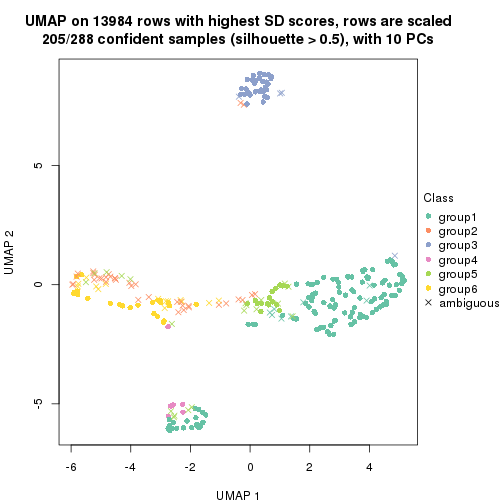 UMAP on 13984 rows with highest SD scores, rows are scaled
205/288 confident samples (silhouette > 0.5), with 10 PCs
UMAP 2
5
0
-5
-6
-4
-2
0
2
4
UMAP 1
Class
group1
group2
group3
group4
group5
group6
ambiguous